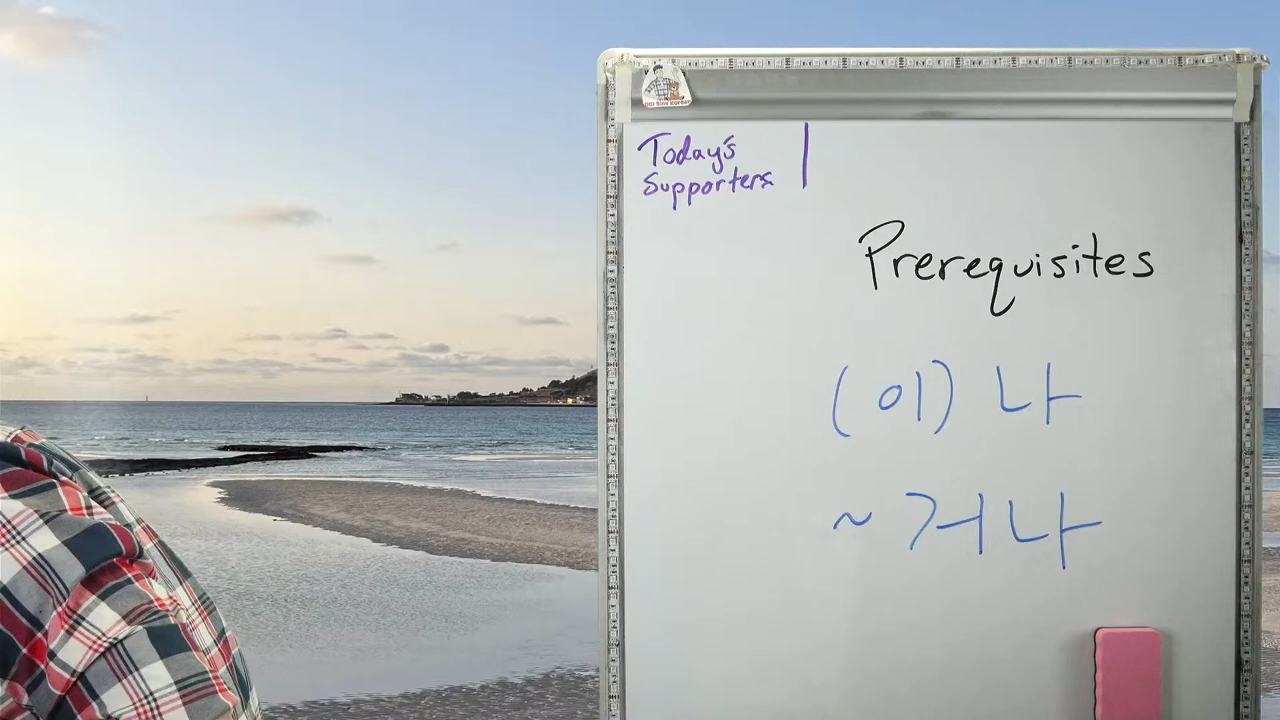 Today's
Supporters
Prerequisites
(이) 나
~ 거나